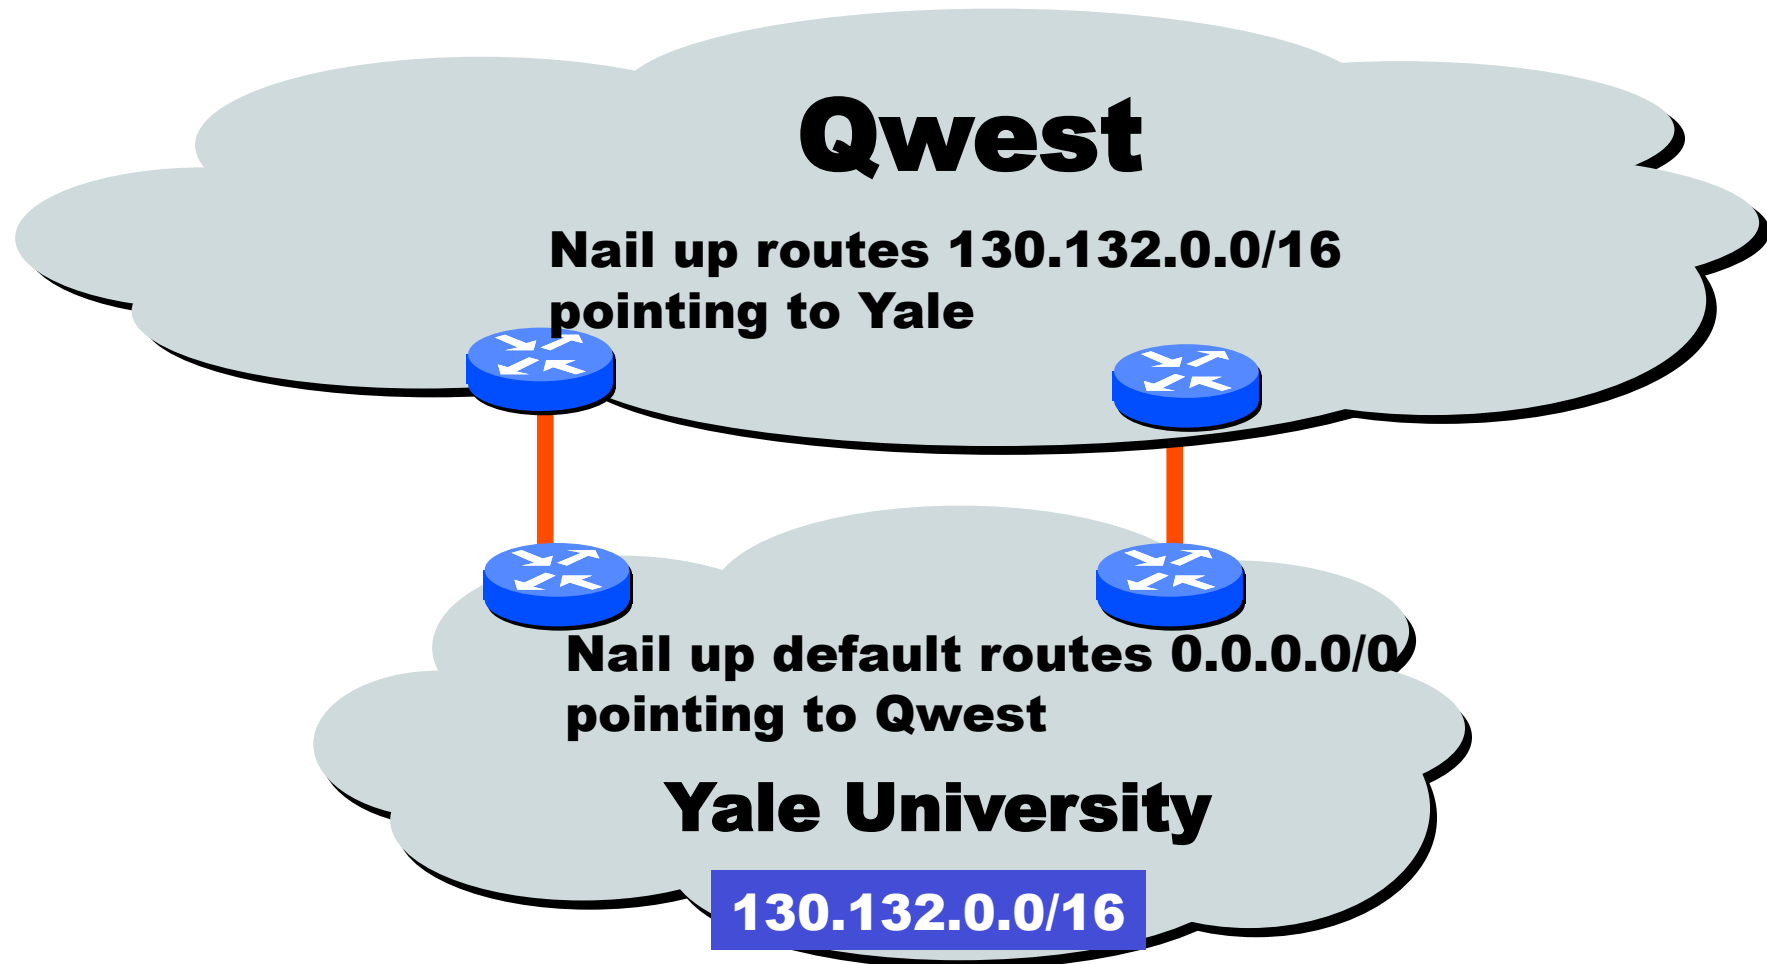 Qwest
Nail up routes 130.132.0.0/16
pointing to Yale
Nail up default routes 0.0.0.0/0
pointing to Qwest
Yale University
130.132.0.0/16